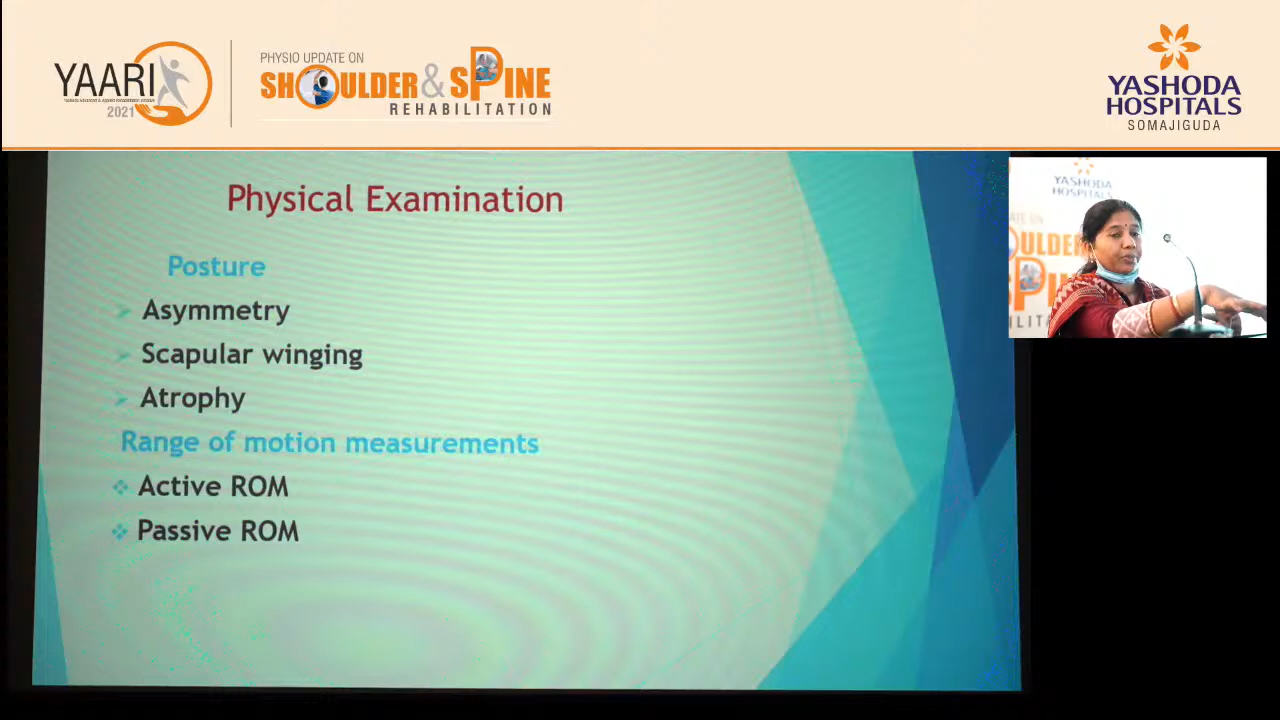 YAARI
2021
PHYSIO UPDATE ON
SHOULDER & SPINE
REHABILITATION
YASHODA
HOSPITALS
SOMAJIGUDA
Physical Examination
Posture
Asymmetry
Scapular winging
Atrophy
Range of motion measurements
Active ROM
Passive ROM
YASHODA
HOSPITALS